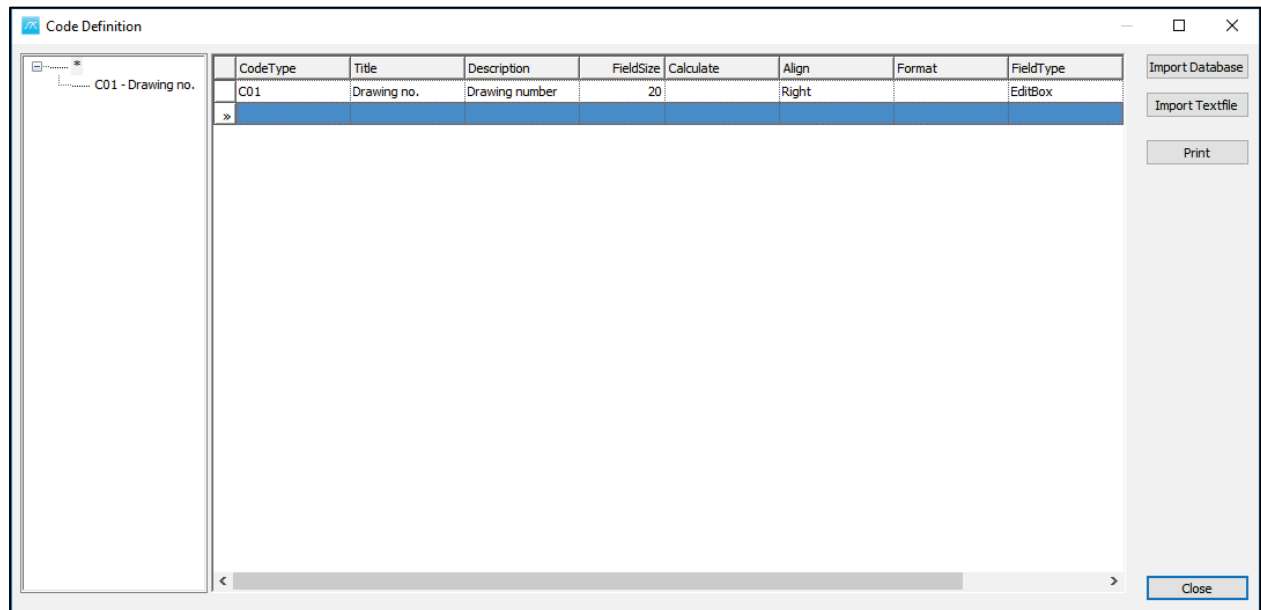 Code Definition
*
C01 - Drawing no.
CodeType Title Description FieldSize Calculate Align Format FieldType
C01 Drawing no. Drawing number 20 Right EditBox
»
Import Database
Import Textfile
Print
Close